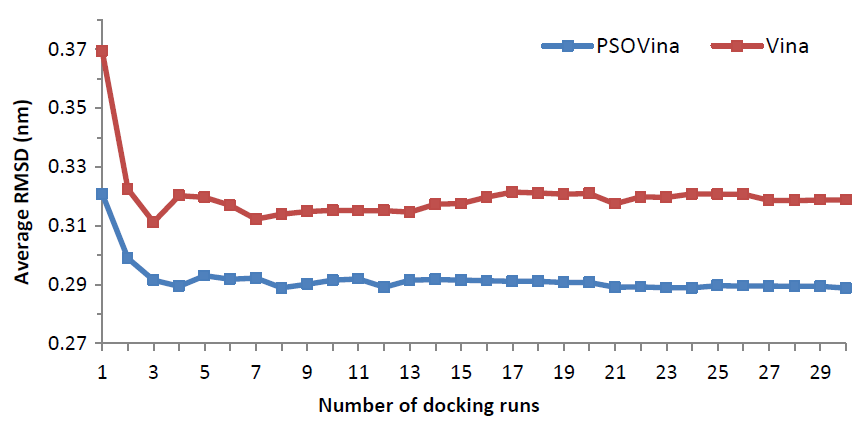 PSOVina Vina
0.37
0.35
0.33
0.31
0.29
0.27
Average RMSD (nm)
1 3 5 7 9 11 13 15 17 19 21 23 25 27 29
Number of docking runs